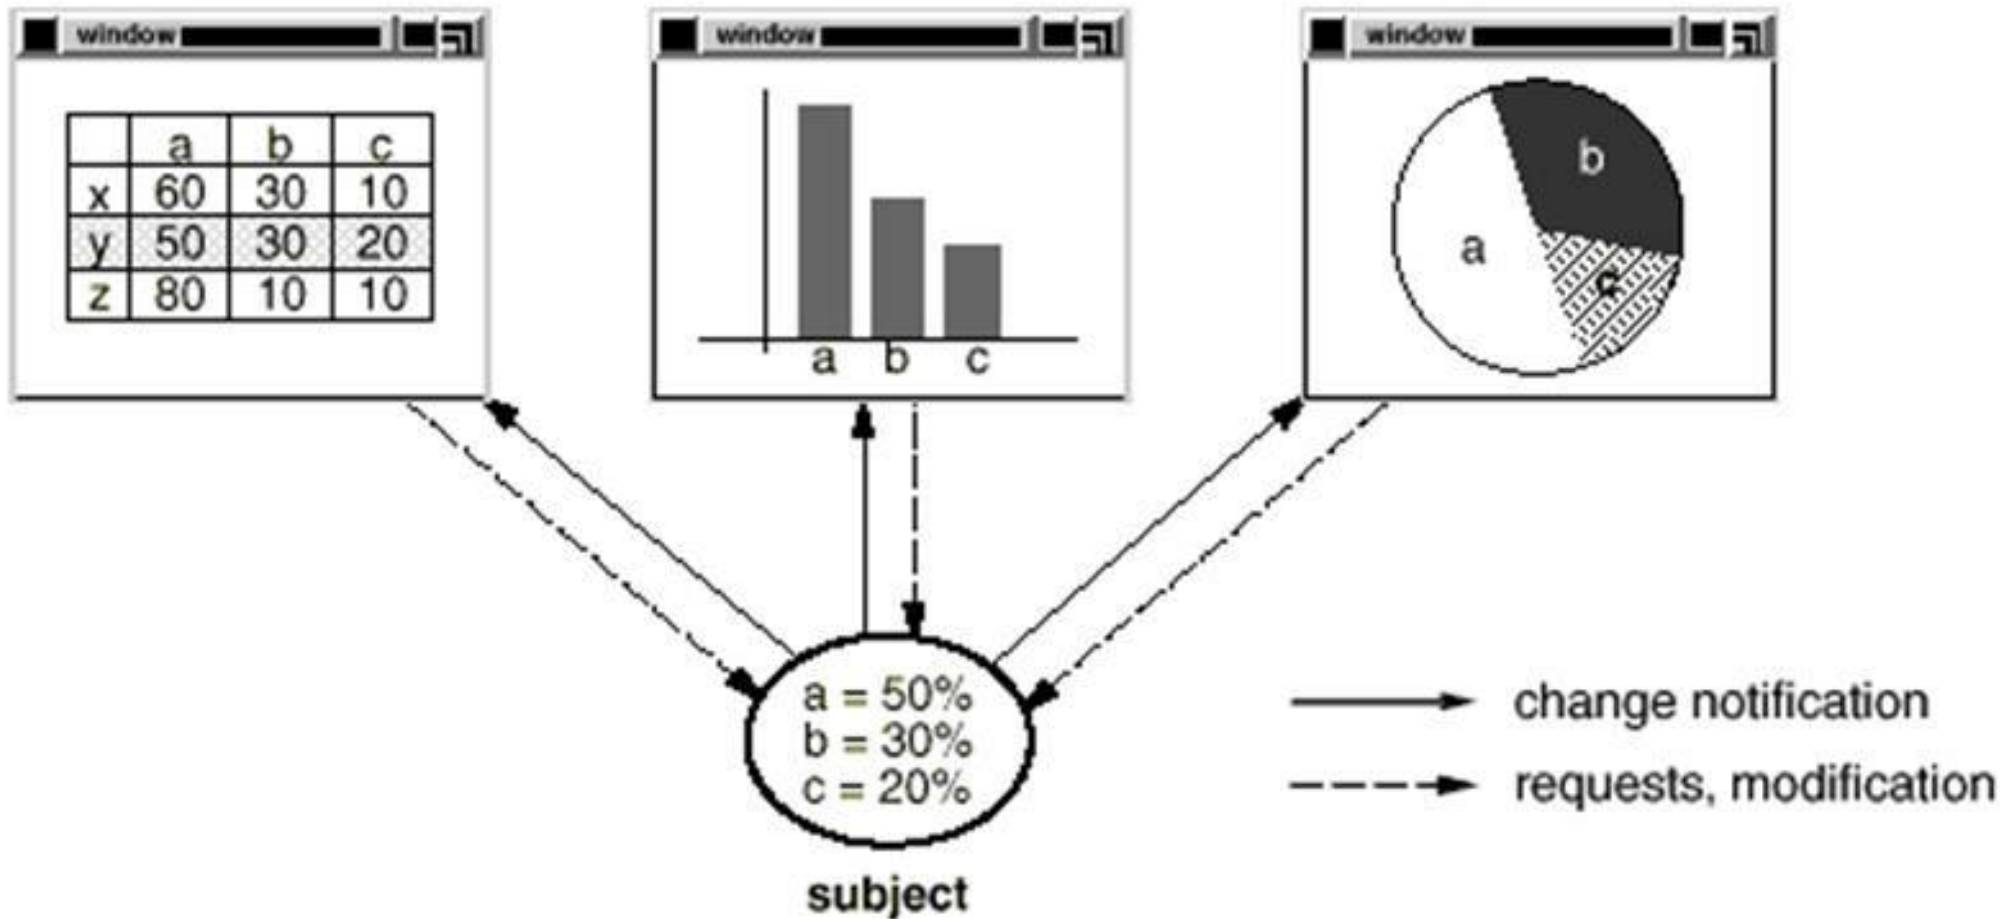 window
a b c
x 60 30 10
y 50 30 20
z 80 10 10
window
a b c
window
b
a
c
a = 50%
b = 30%
c = 20%
subject
change notification
requests, modification